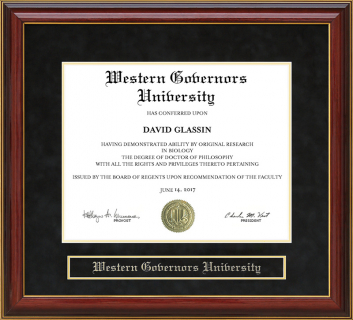 Western Governors
University
HAS CONFERRED UPON
DAVID GLASSIN
HAVING DEMONSTRATED ABILITY BY ORIGINAL RESEARCH
IN BIOLOGY
THE DEGREE OF DOCTOR OF PHILOSOPHY
WITH ALL THE RIGHTS AND PRIVILEGES THERETO PERTAINING
ISSUED BY THE BOARD OF REGENTS UPON RECOMMENDATION OF THE FACULTY
JUNE 14, 2017
PROVOST
PRESIDENT
Western Governors University